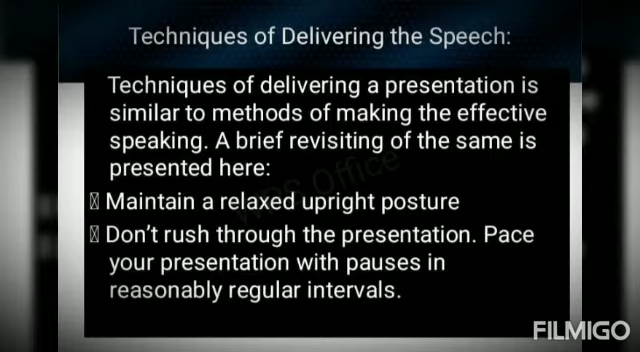 Techniques of Delivering the Speech:
Techniques of delivering a presentation is
similar to methods of making the effective
speaking. A brief revisiting of the same is
presented here:
Maintain a relaxed upright posture
Don’t rush through the presentation. Pace
your presentation with pauses in
reasonably regular intervals.
WPS Office
FILMIGO